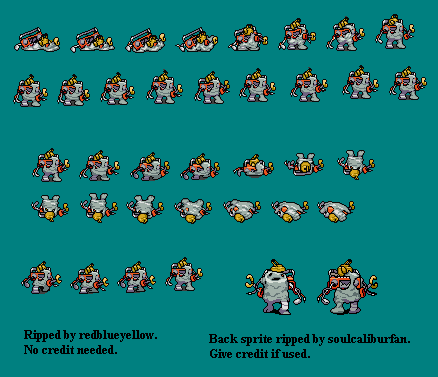 Ripped by redblueyellow.
No credit needed.
Back sprite ripped by soulcaliburfan.
Give credit if used.